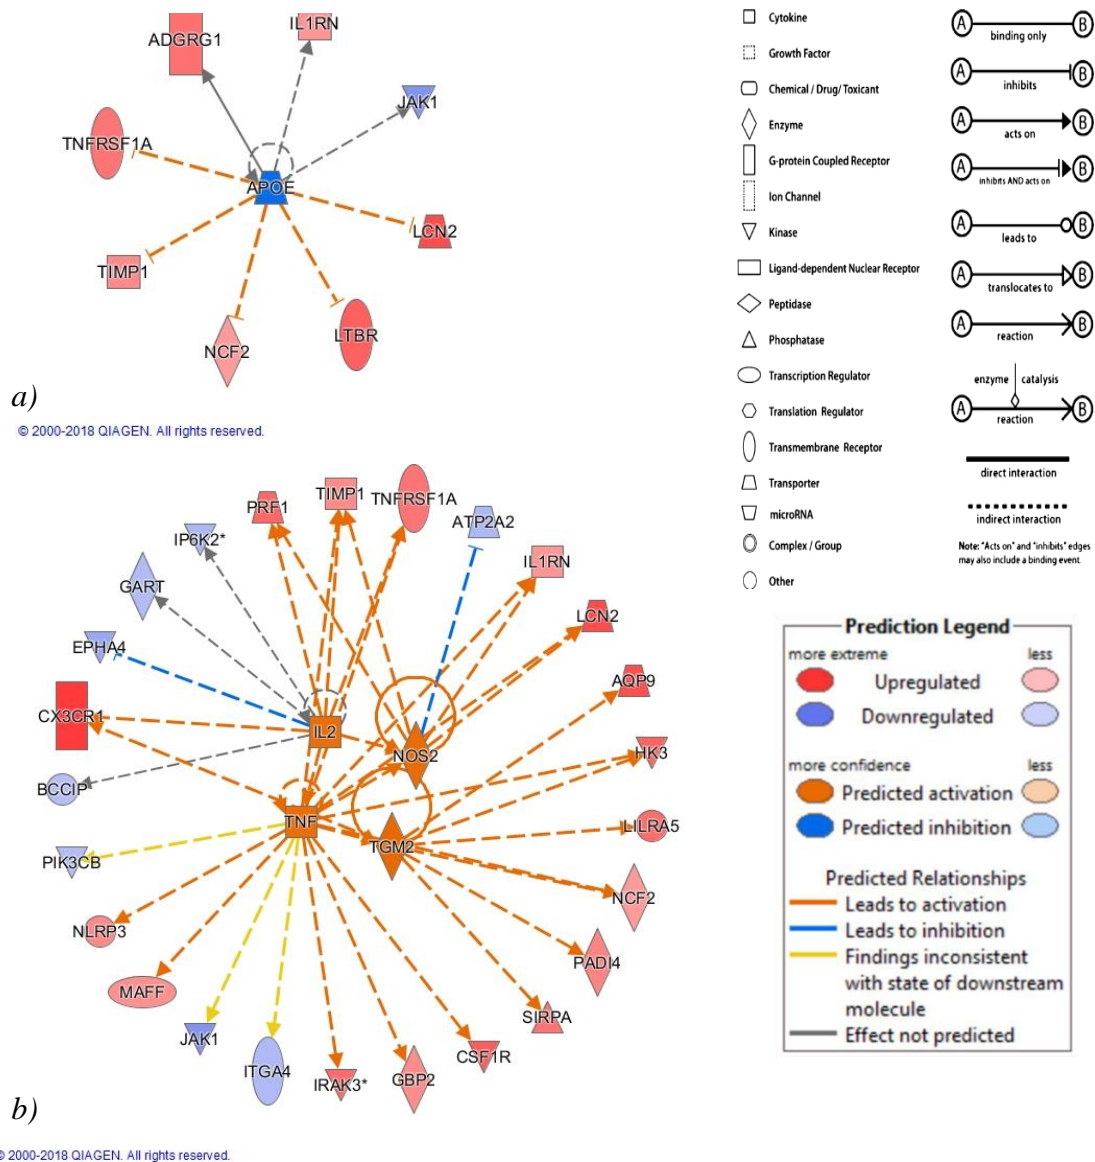 ADGRG1
IL1RN
JAK1
TNFRSF1A
APOE
LCN2
TIMP1
NCF2
LTBR
a)
© 2000-2018 QIAGEN. All rights reserved.
Cytokine
Growth Factor
Chemical / Drug/ Toxicant
Enzyme
G-protein Coupled Receptor
Ion Channel
Kinase
Ligand-dependent Nuclear Receptor
Peptidase
Phosphatase
Transcription Regulator
Translation Regulator
Transmembrane Receptor
Transporter
microRNA
Complex / Group
Other
A B
binding only
A B
inhibits
A B
acts on
A B
inhibits AND acts on
A B
leads to
A B
translocates to
A B
reaction
enzyme catalysis
A B
reaction
direct interaction
indirect interaction
Note: "Acts on" and "inhibits" edges
may also include a binding event.
PRF1
TIMP1
TNFRSF1A
ATP2A2
IP6K2*
IL1RN
GART
LCN2
EPHA4
AQP9
CX3CR1
IL2
NOS2
HK3
BCCIP
TNF
LILRA5
TGM2
PIK3CB
NCF2
NLRP3
PADI4
MAFF
SIRPA
JAK1
CSF1R
ITGA4
IRAK3*
GBP2
b)
© 2000-2018 QIAGEN. All rights reserved.
Prediction Legend
more extreme less
Upregulated
Downregulated
more confidence less
Predicted activation
Predicted inhibition
Predicted Relationships
Leads to activation
Leads to inhibition
Findings inconsistent
with state of downstream
molecule
Effect not predicted